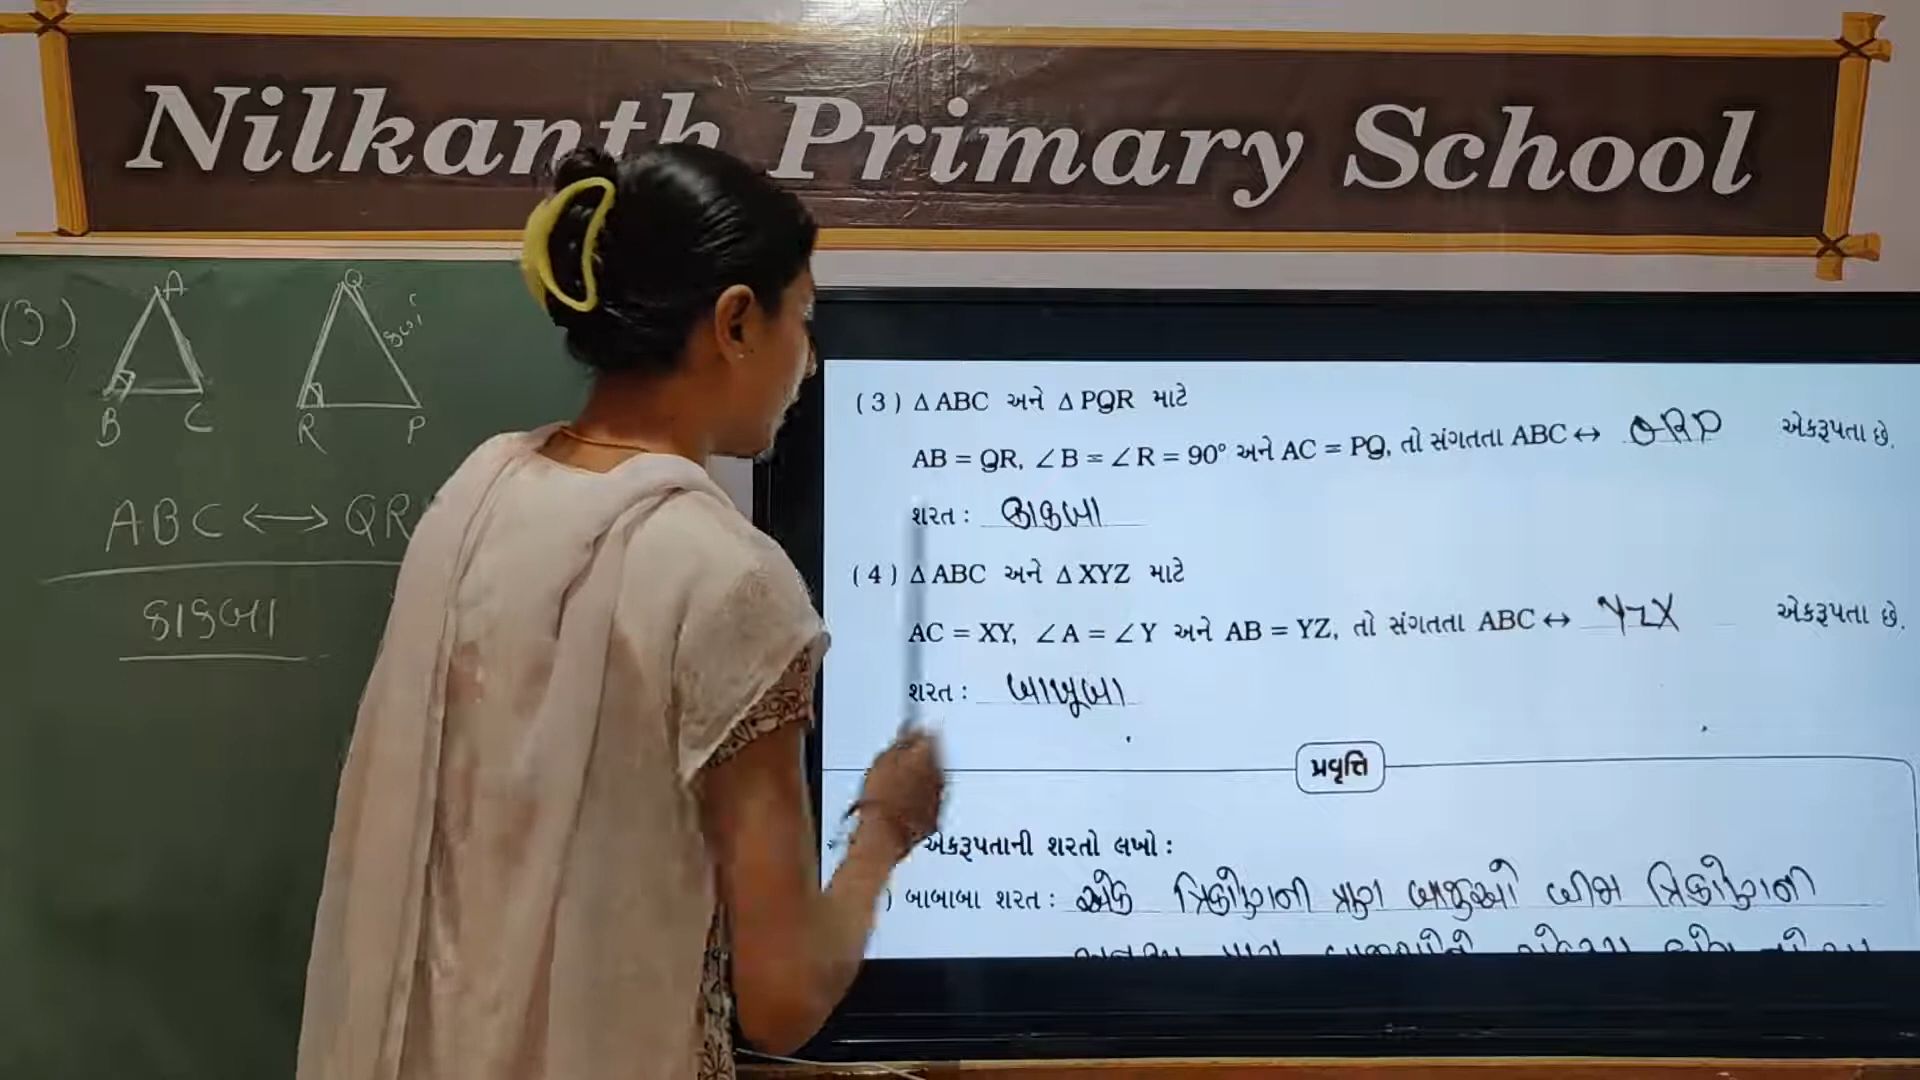 Nilkanth Primary School
(3)
A
B C
Q
R P
કર્ણ
ABC ↔ QR
કાકબા
(3) Δ ABC અને Δ PQR માટે
AB = QR, ∠B = ∠R = 90° અને AC = PQ, તો સંગતતા ABC ↔ QRP એકરૂપતા છે.
શરત : કાકબા
(4) Δ ABC અને Δ XYZ માટે
AC = XY, ∠A = ∠Y અને AB = YZ, તો સંગતતા ABC ↔ YZX એકરૂપતા છે.
શરત : બાખૂબા
પ્રવૃત્તિ
એકરૂપતાની શરતો લખો :
) બાબાબા શરત : એક ત્રિકોણની ત્રણ બાજુઓ બીજા ત્રિકોણની